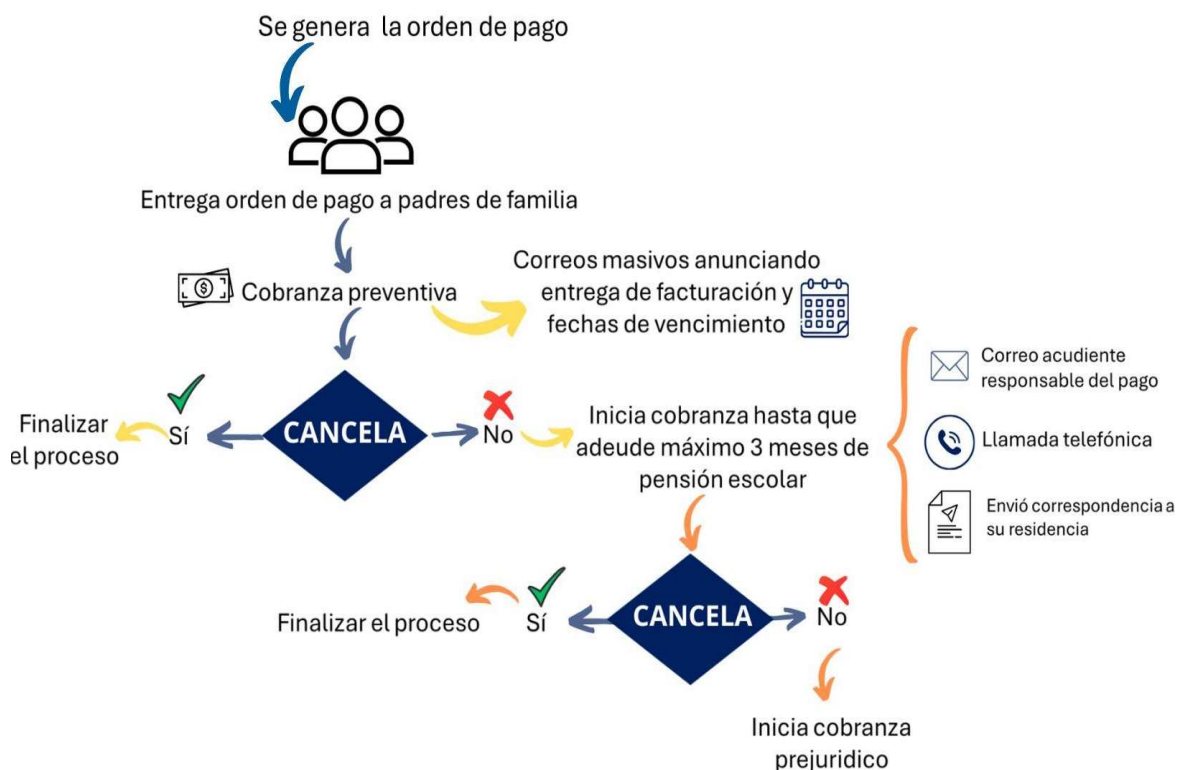 Se genera la orden de pago
Entrega orden de pago a padres de familia
Cobranza preventiva
Correos masivos anunciando
entrega de facturación y
fechas de vencimiento
CANCELA
Sí
Finalizar
el proceso
No
Inicia cobranza hasta que
adeude máximo 3 meses de
pensión escolar
Correo acudiente
responsable del pago
Llamada telefónica
Envió correspondencia a
su residencia
CANCELA
Sí
Finalizar el proceso
No
Inicia cobranza
prejuridico